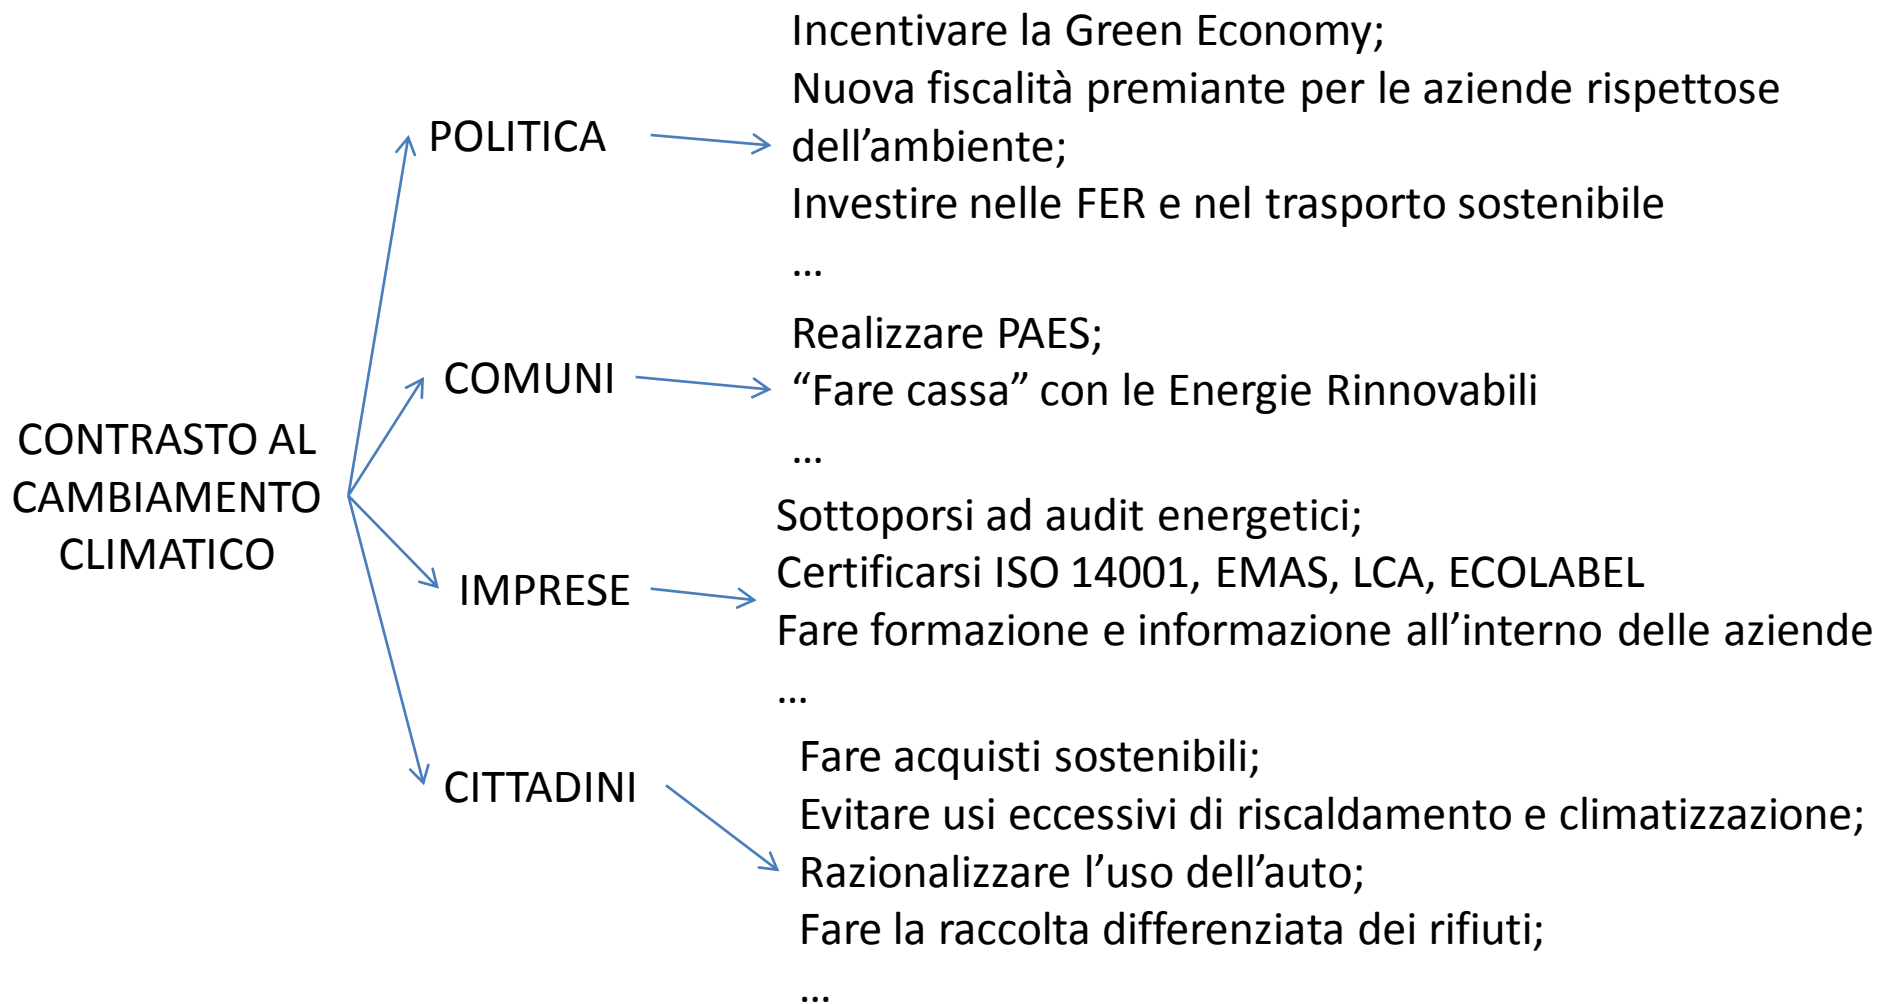 CONTRASTO AL
CAMBIAMENTO
CLIMATICO
POLITICA
Incentivare la Green Economy;
Nuova fiscalità premiante per le aziende rispettose
dell’ambiente;
Investire nelle FER e nel trasporto sostenibile
…
COMUNI
Realizzare PAES;
“Fare cassa” con le Energie Rinnovabili
…
IMPRESE
Sottoporsi ad audit energetici;
Certificarsi ISO 14001, EMAS, LCA, ECOLABEL
Fare formazione e informazione all’interno delle aziende
…
CITTADINI
Fare acquisti sostenibili;
Evitare usi eccessivi di riscaldamento e climatizzazione;
Razionalizzare l’uso dell’auto;
Fare la raccolta differenziata dei rifiuti;
…